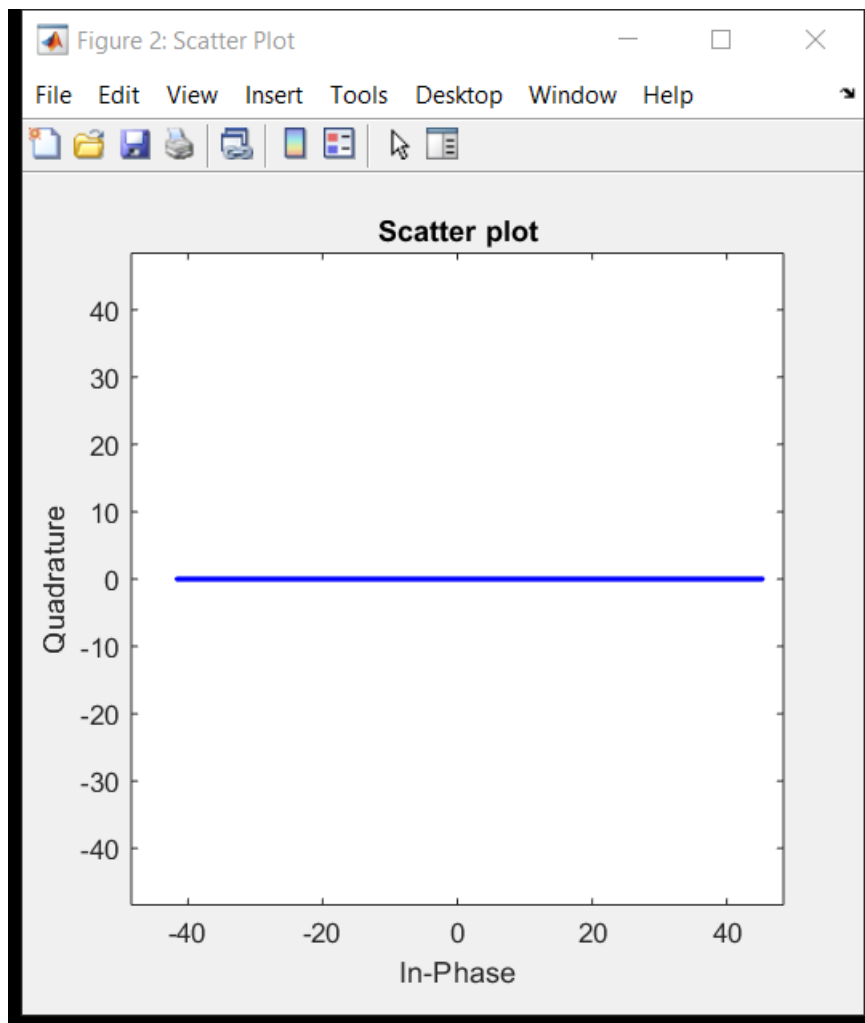 Figure 2: Scatter Plot
File Edit View Insert Tools Desktop Window Help
Scatter plot
40
30
20
10
0
-10
-20
-30
-40
Quadrature
-40 -20 0 20 40
In-Phase